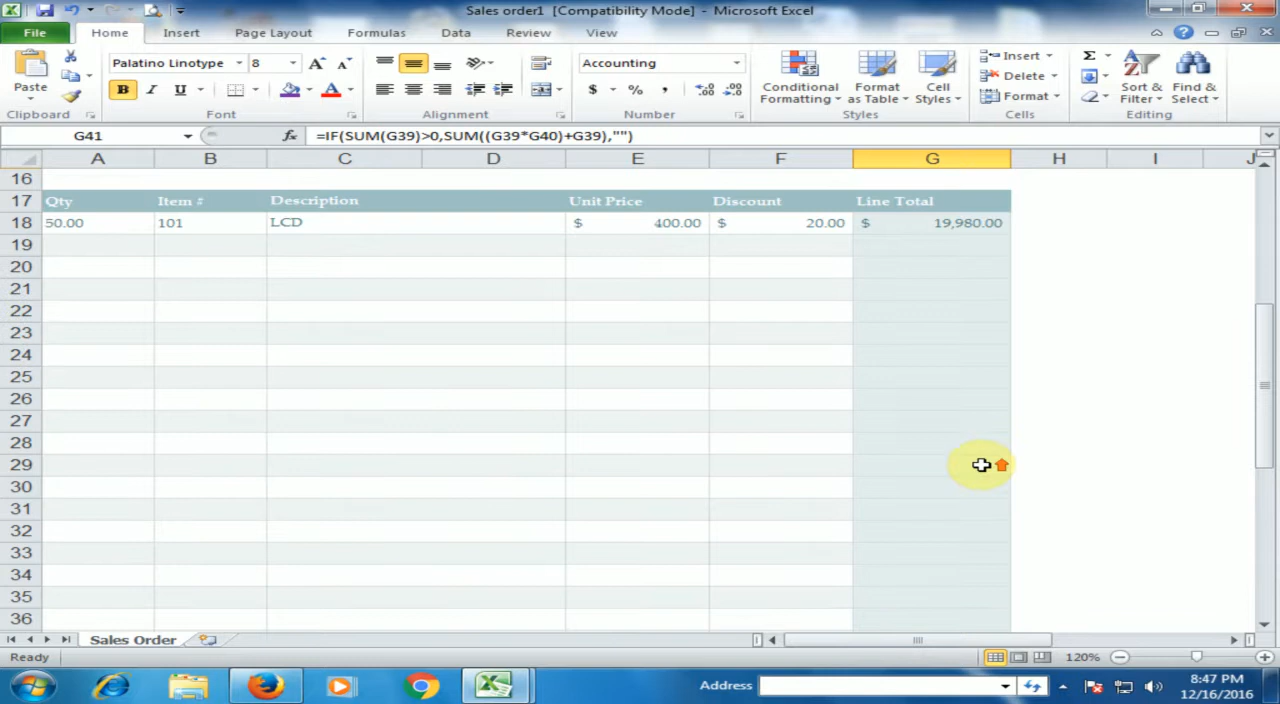 Sales order1 [Compatibility Mode] - Microsoft Excel
File Home Insert Page Layout Formulas Data Review View
Palatino Linotype 8 Accounting Insert Σ
Paste B I U $ % , Conditional Formatting Format as Table Cell Styles Delete Sort & Filter Find & Select
Format
Clipboard Font Alignment Number Styles Cells Editing
G41 fx =IF(SUM(G39)>0,SUM((G39*G40)+G39),"")
A B C D E F G H I J
16
17 Qty Item # Description Unit Price Discount Line Total
18 50.00 101 LCD $ 400.00 $ 20.00 $ 19,980.00
19
20
21
22
23
24
25
26
27
28
29
30
31
32
33
34
35
36
Sales Order
Ready 120%
Address 8:47 PM
12/16/2016